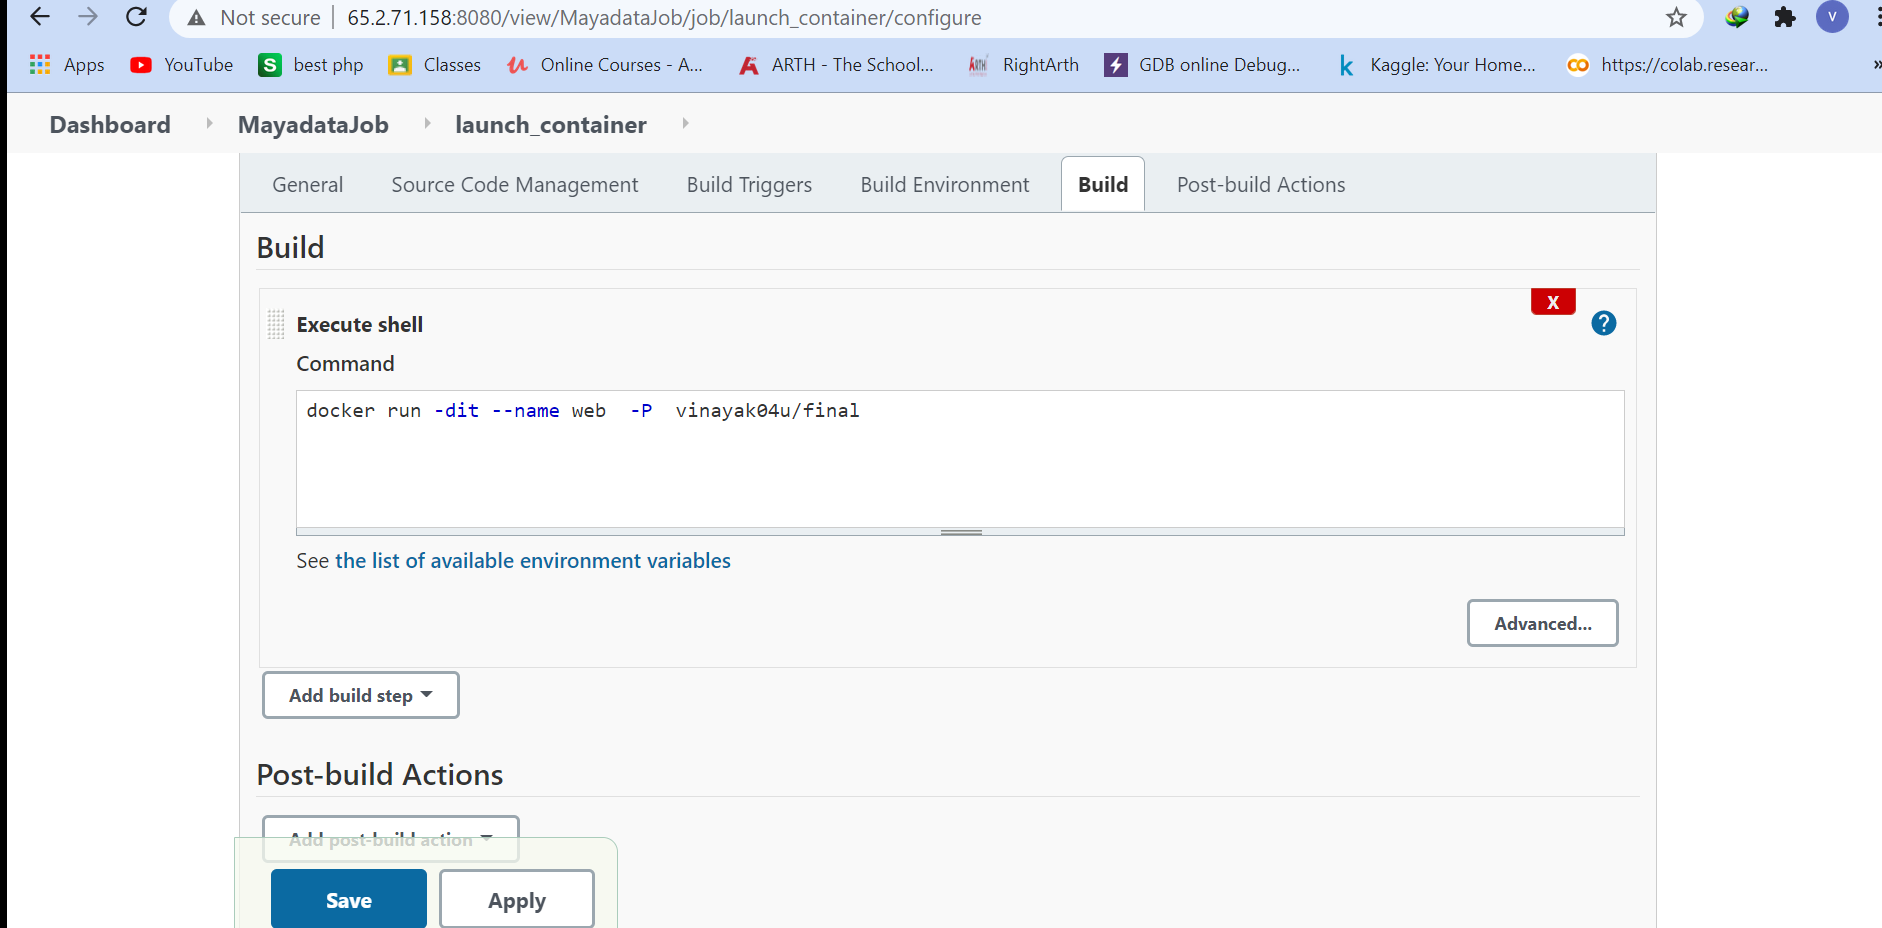 Not secure | 65.2.71.158:8080/view/MayadataJob/job/launch_container/configure V
Apps YouTube S best php Classes Online Courses - A... ARTH - The School... RightArth GDB online Debug... k Kaggle: Your Home... https://colab.resear... »
Dashboard MayadataJob launch_container
General Source Code Management Build Triggers Build Environment Build Post-build Actions
Build
X
Execute shell ?
Command
docker run -dit --name web  -P  vinayak04u/final
See the list of available environment variables
Advanced...
Add build step
Post-build Actions
Add post-build action
Save Apply